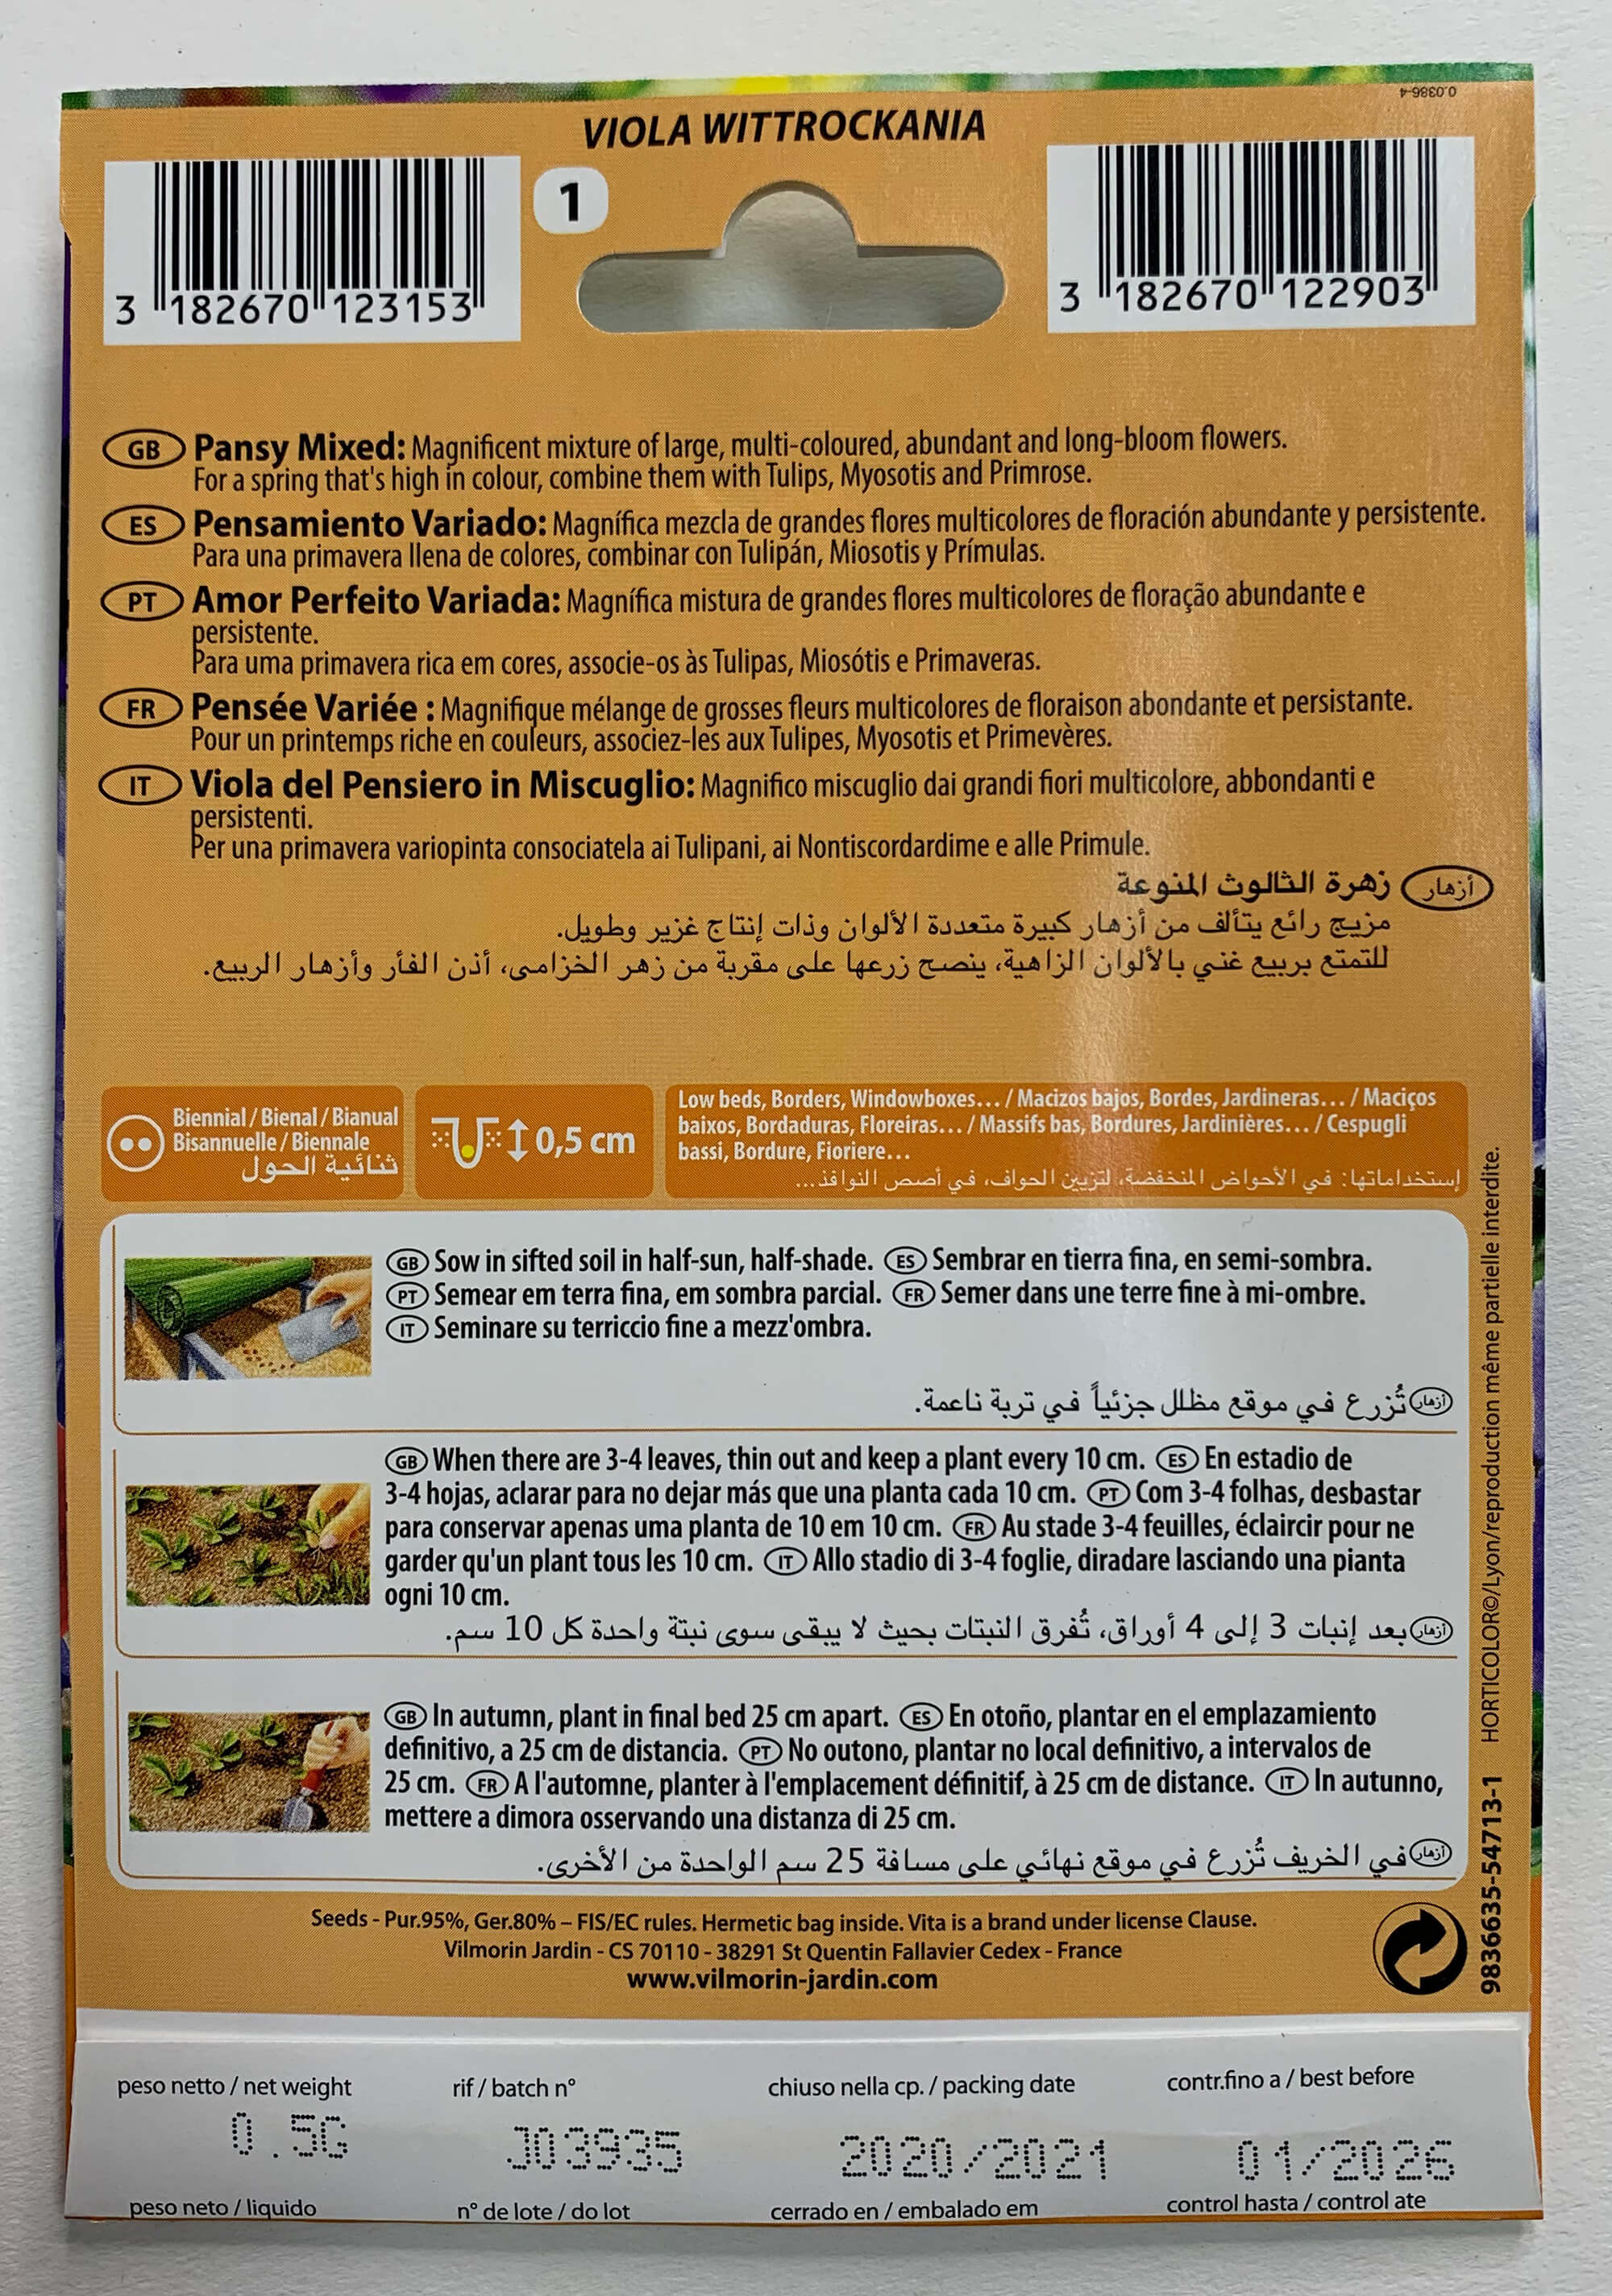 0.0386-4
VIOLA WITTROCKANIA
1
3 182670 123153
3 182670 122903
GB Pansy Mixed: Magnificent mixture of large, multi-coloured, abundant and long-bloom flowers.
For a spring that's high in colour, combine them with Tulips, Myosotis and Primrose.
ES Pensamiento Variado: Magnífica mezcla de grandes flores multicolores de floración abundante y persistente.
Para una primavera llena de colores, combinar con Tulipán, Miosotis y Prímulas.
PT Amor Perfeito Variada: Magnífica mistura de grandes flores multicolores de floração abundante e
persistente.
Para uma primavera rica em cores, associe-os às Tulipas, Miosótis e Primaveras.
FR Pensée Variée : Magnifique mélange de grosses fleurs multicolores de floraison abondante et persistante.
Pour un printemps riche en couleurs, associez-les aux Tulipes, Myosotis et Primevères.
IT Viola del Pensiero in Miscuglio: Magnifico miscuglio dai grandi fiori multicolore, abbondanti e
persistenti.
Per una primavera variopinta consociatela ai Tulipani, ai Nontiscordardime e alle Primule.
أزهار زهرة الثالوث المنوعة
مزيج رائع يتألف من أزهار كبيرة متعددة الألوان وذات إنتاج غزير وطويل.
للتمتع بربيع غني بالألوان الزاهية، ينصح زرعها على مقربة من زهر الخزامى، أذن الفأر وأزهار الربيع.
Biennial / Bienal / Bianual
Bisannuelle / Biennale
ثنائية الحول
0,5 cm
Low beds, Borders, Windowboxes... / Macizos bajos, Bordes, Jardineras... / Maciços
baixos, Bordaduras, Floreiras... / Massifs bas, Bordures, Jardinières... / Cespugli
bassi, Bordure, Fioriere...
إستخداماتها: في الأحواض المنخفضة، لتزيين الحواف، في أصص النوافذ...
GB Sow in sifted soil in half-sun, half-shade. ES Sembrar en tierra fina, en semi-sombra.
PT Semear em terra fina, em sombra parcial. FR Semer dans une terre fine à mi-ombre.
IT Seminare su terriccio fine a mezz'ombra.
أزهار تُزرع في موقع مظلل جزئياً في تربة ناعمة.
GB When there are 3-4 leaves, thin out and keep a plant every 10 cm. ES En estadio de
3-4 hojas, aclarar para no dejar más que una planta cada 10 cm. PT Com 3-4 folhas, desbastar
para conservar apenas uma planta de 10 em 10 cm. FR Au stade 3-4 feuilles, éclaircir pour ne
garder qu'un plant tous les 10 cm. IT Allo stadio di 3-4 foglie, diradare lasciando una pianta
ogni 10 cm.
أزهار بعد إنبات 3 إلى 4 أوراق، تُفرق النبتات بحيث لا يبقى سوى نبتة واحدة كل 10 سم.
GB In autumn, plant in final bed 25 cm apart. ES En otoño, plantar en el emplazamiento
definitivo, a 25 cm de distancia. PT No outono, plantar no local definitivo, a intervalos de
25 cm. FR A l'automne, planter à l'emplacement définitif, à 25 cm de distance. IT In autunno,
mettere a dimora osservando una distanza di 25 cm.
أزهار في الخريف تُزرع في موقع نهائي على مسافة 25 سم الواحدة من الأخرى.
9836635-54713-1 HORTICOLOR©/Lyon/reproduction même partielle interdite.
Seeds - Pur.95%, Ger.80% – FIS/EC rules. Hermetic bag inside. Vita is a brand under license Clause.
Vilmorin Jardin - CS 70110 - 38291 St Quentin Fallavier Cedex - France
www.vilmorin-jardin.com
peso netto / net weight
rif / batch n°
chiuso nella cp. / packing date
contr.fino a / best before
0.5G
J03935
2020/2021
01/2026
peso neto / liquido
n° de lote / do lot
cerrado en / embalado em
control hasta / control ate